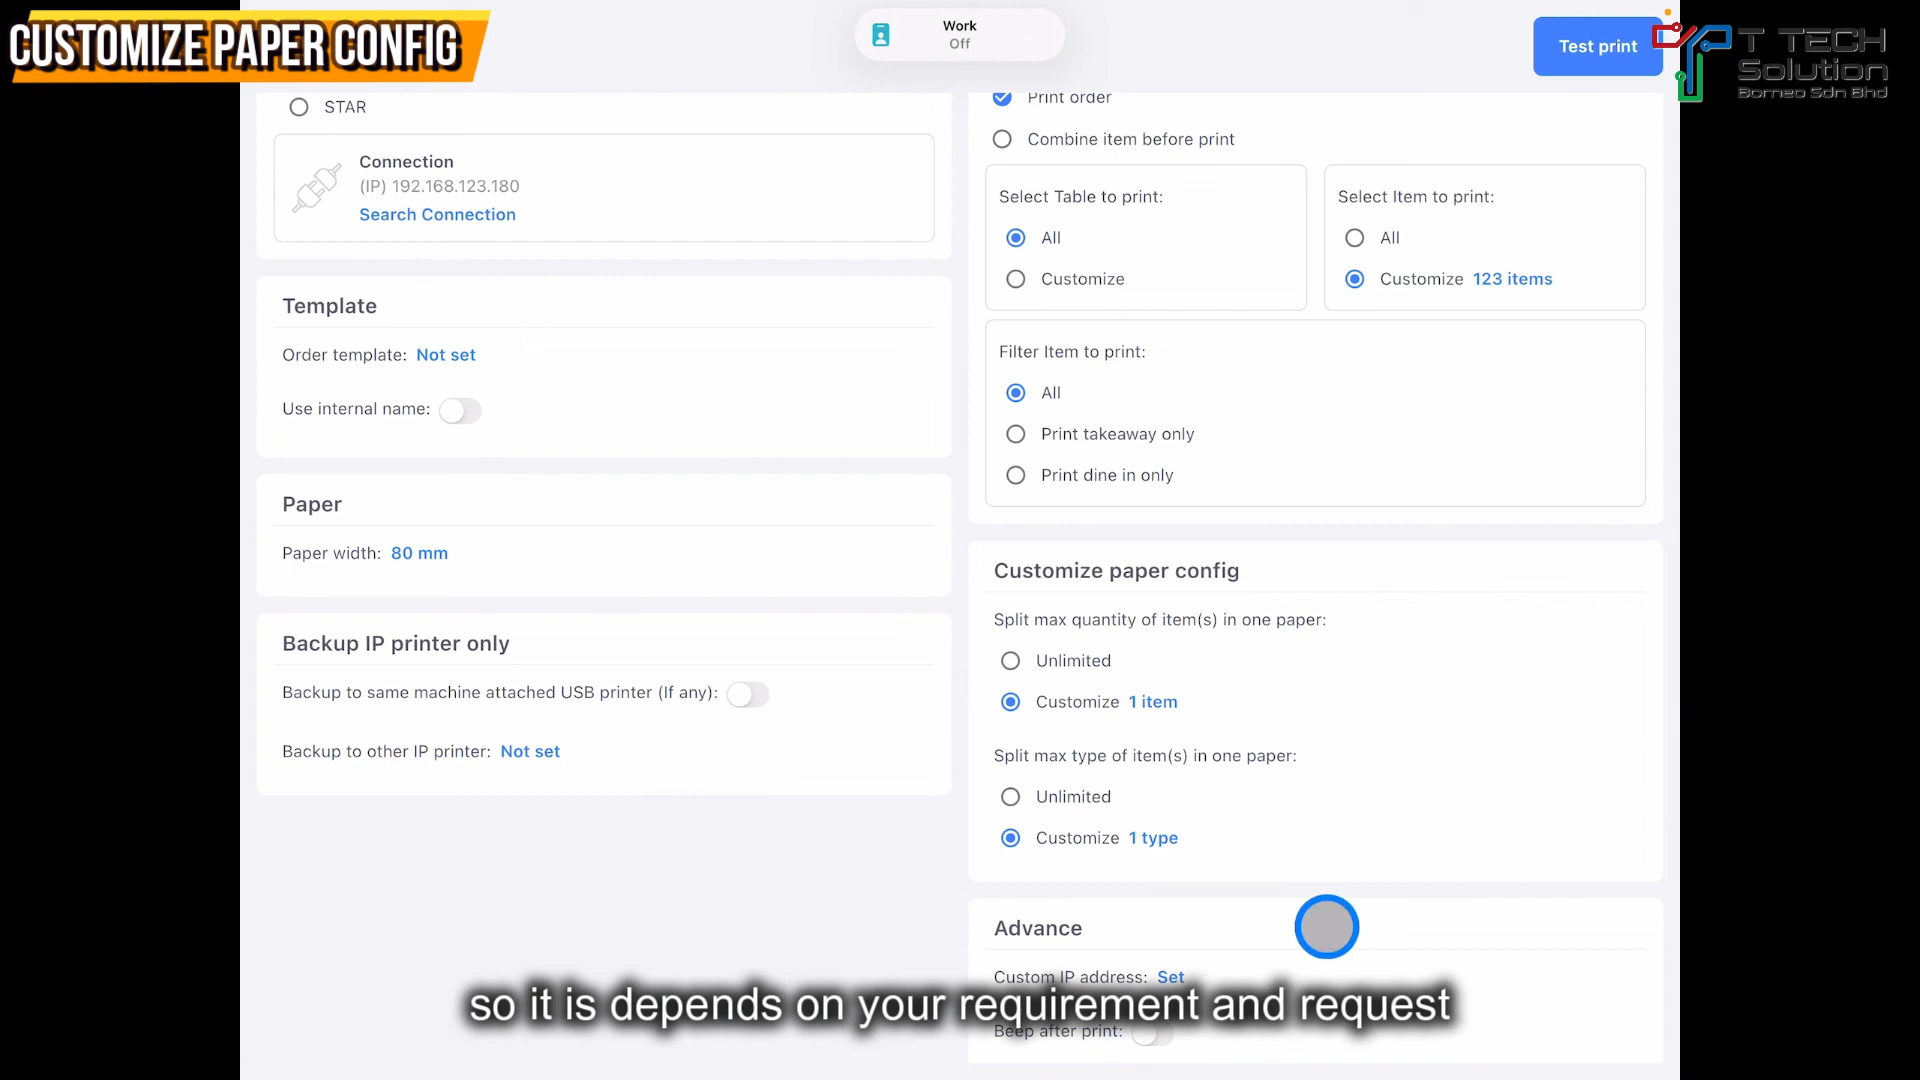 CUSTOMIZE PAPER CONFIG
Work
Off
Test print
T TECH
Solution
Borneo Sdn Bhd
STAR
Connection
(IP) 192.168.123.180
Search Connection
Template
Order template: Not set
Use internal name:
Paper
Paper width: 80 mm
Backup IP printer only
Backup to same machine attached USB printer (If any):
Backup to other IP printer: Not set
Print order
Combine item before print
Select Table to print:
All
Customize
Select Item to print:
All
Customize 123 items
Filter Item to print:
All
Print takeaway only
Print dine in only
Customize paper config
Split max quantity of item(s) in one paper:
Unlimited
Customize 1 item
Split max type of item(s) in one paper:
Unlimited
Customize 1 type
Advance
Custom IP address: Set
Beep after print:
so it is depends on your requirement and request